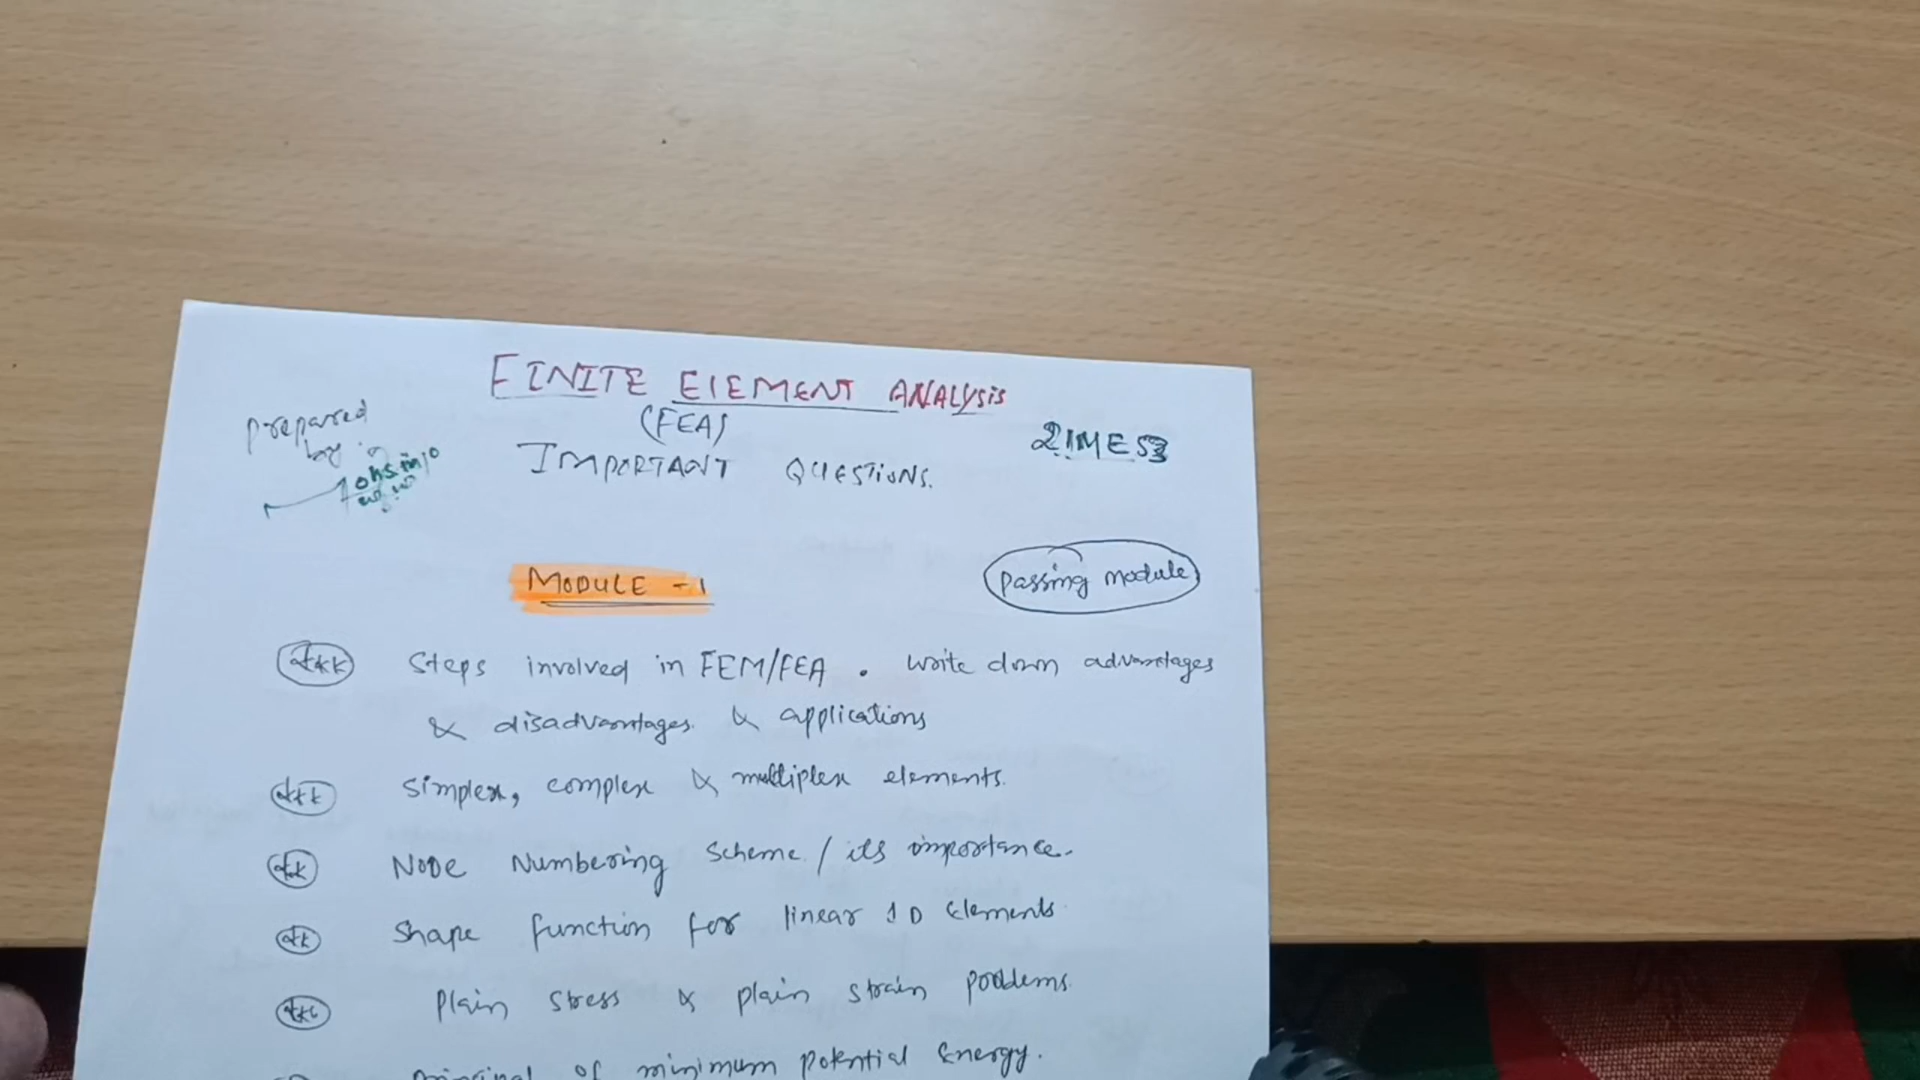 FINITE ElEMENT ANALYSis
(FEA)
prepared
by :
IMPORTANT QUESTIONS.
21ME53
MODULE - 1
passing module
*** Steps involved in FEM/FEA . write down advantages
& disadvantages. & applications
*** simplex, complex & multiplex elements.
** NODE Numbering scheme / its importance.
** shape function for linear 1D Elements
*** plain stress & plain strain problems.
of minimum potential Energy.